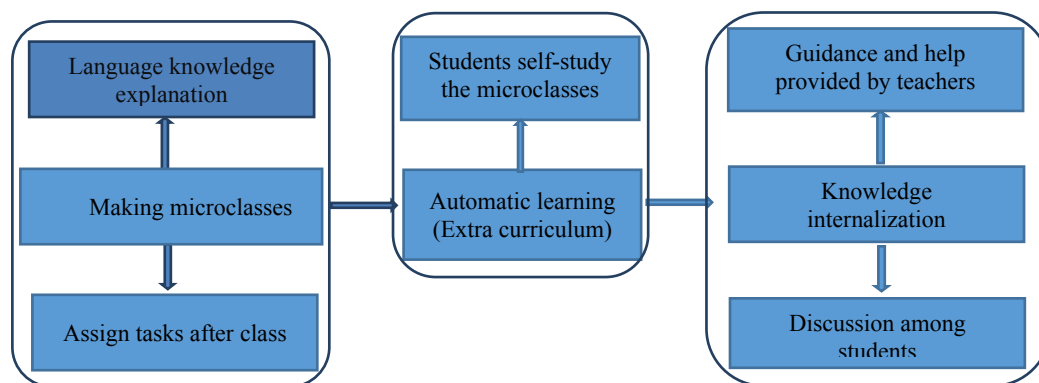 Language knowledge
explanation
Making microclasses
Assign tasks after class
Students self-study
the microclasses
Automatic learning
(Extra curriculum)
Guidance and help
provided by teachers
Knowledge
internalization
Discussion among
students